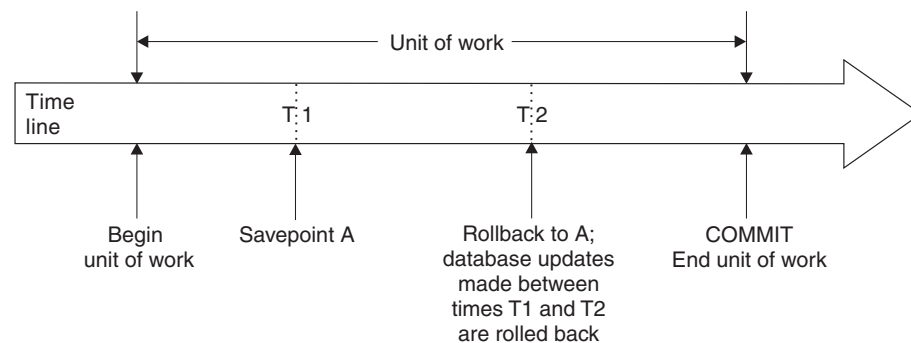 Unit of work
Time
line
T 1
T 2
Begin
unit of work
Savepoint A
Rollback to A;
database updates
made between
times T1 and T2
are rolled back
COMMIT
End unit of work